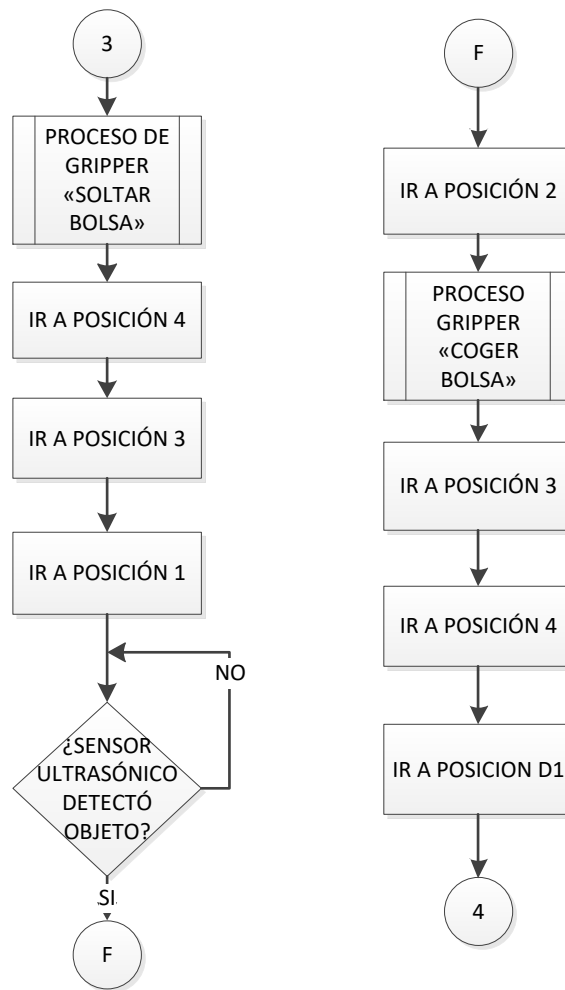 3
PROCESO DE
GRIPPER
«SOLTAR
BOLSA»
IR A POSICIÓN 4
IR A POSICIÓN 3
IR A POSICIÓN 1
NO
¿SENSOR
ULTRASÓNICO
DETECTÓ
OBJETO?
SI
F
F
IR A POSICIÓN 2
PROCESO
GRIPPER
«COGER
BOLSA»
IR A POSICIÓN 3
IR A POSICIÓN 4
IR A POSICION D1
4